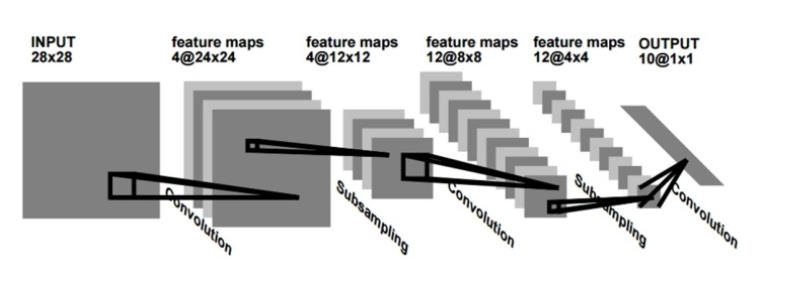 INPUT
28x28
feature maps
4@24x24
feature maps
4@12x12
feature maps
12@8x8
feature maps
12@4x4
OUTPUT
10@1x1
Convolution
Subsampling
Convolution
Subsampling
Convolution